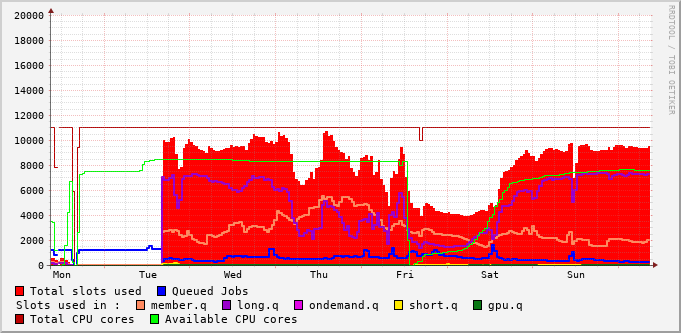 20000
18000
16000
14000
12000
10000
8000
6000
4000
2000
0
Mon Tue Wed Thu Fri Sat Sun
RRDTOOL / TOBI OETIKER
Total slots used Queued Jobs
Slots used in : member.q long.q ondemand.q short.q gpu.q
Total CPU cores Available CPU cores